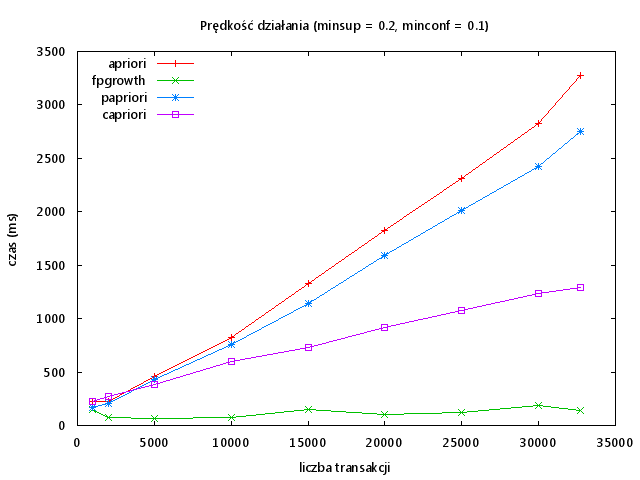 Prędkość działania (minsup = 0.2, minconf = 0.1)
3500
3000
2500
2000
1500
1000
500
0
czas (ms)
apriori
fpgrowth
papriori
capriori
0 5000 10000 15000 20000 25000 30000 35000
liczba transakcji